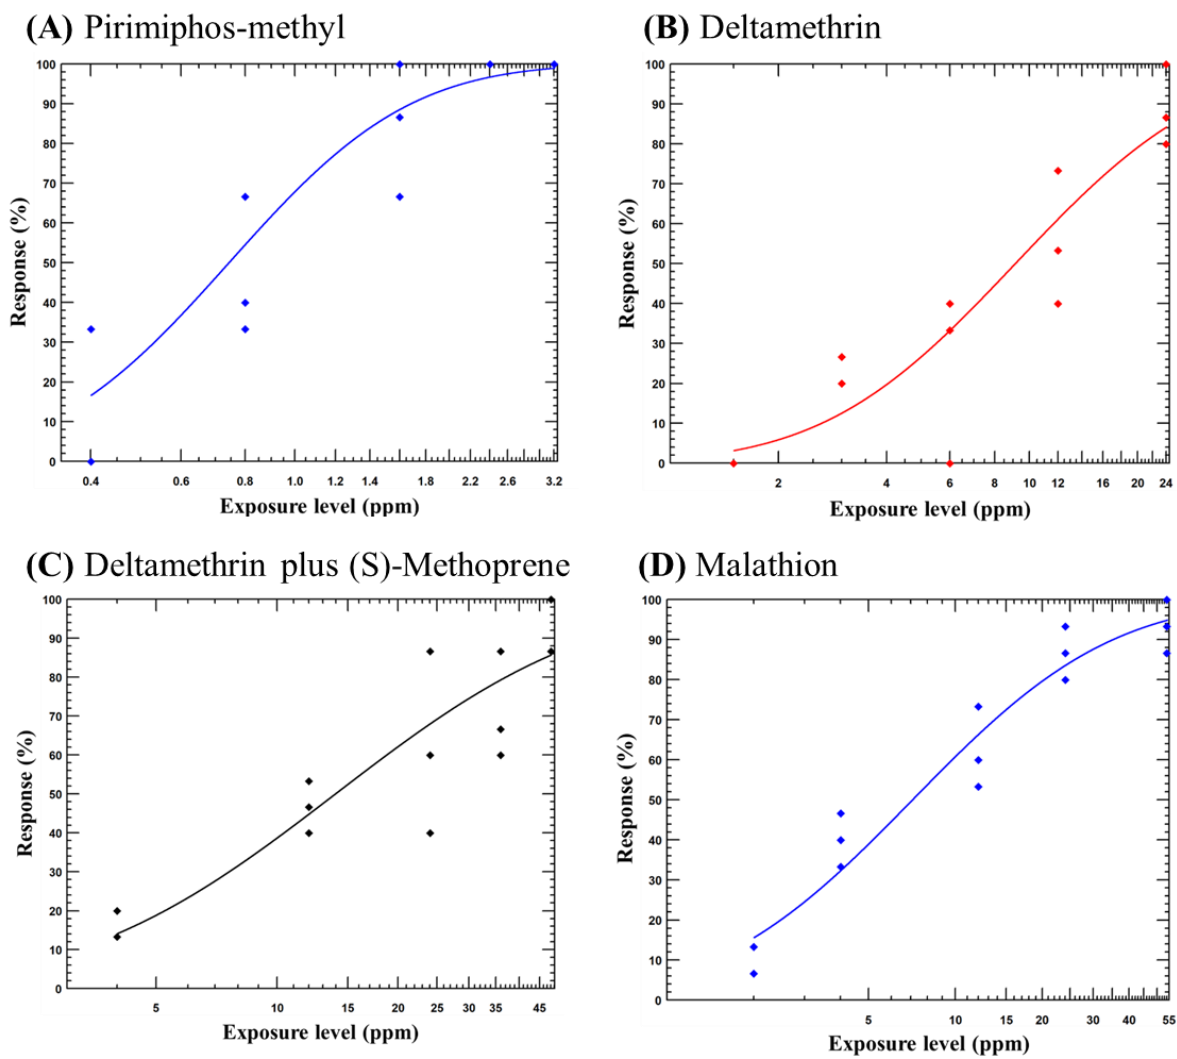 (A) Pirimiphos-methyl
100
90
80
70
60
50
40
30
20
10
0
Response (%)
0.4 0.6 0.8 1.0 1.2 1.4 1.8 2.2 2.6 3.2
Exposure level (ppm)
(B) Deltamethrin
100
90
80
70
60
50
40
30
20
10
0
Response (%)
2 4 6 8 10 12 16 20 24
Exposure level (ppm)
(C) Deltamethrin plus (S)-Methoprene
100
90
80
70
60
50
40
30
20
10
0
Response (%)
5 10 15 20 25 35 45
Exposure level (ppm)
(D) Malathion
100
90
80
70
60
50
40
30
20
10
0
Response (%)
5 10 20 30 40 55
Exposure level (ppm)